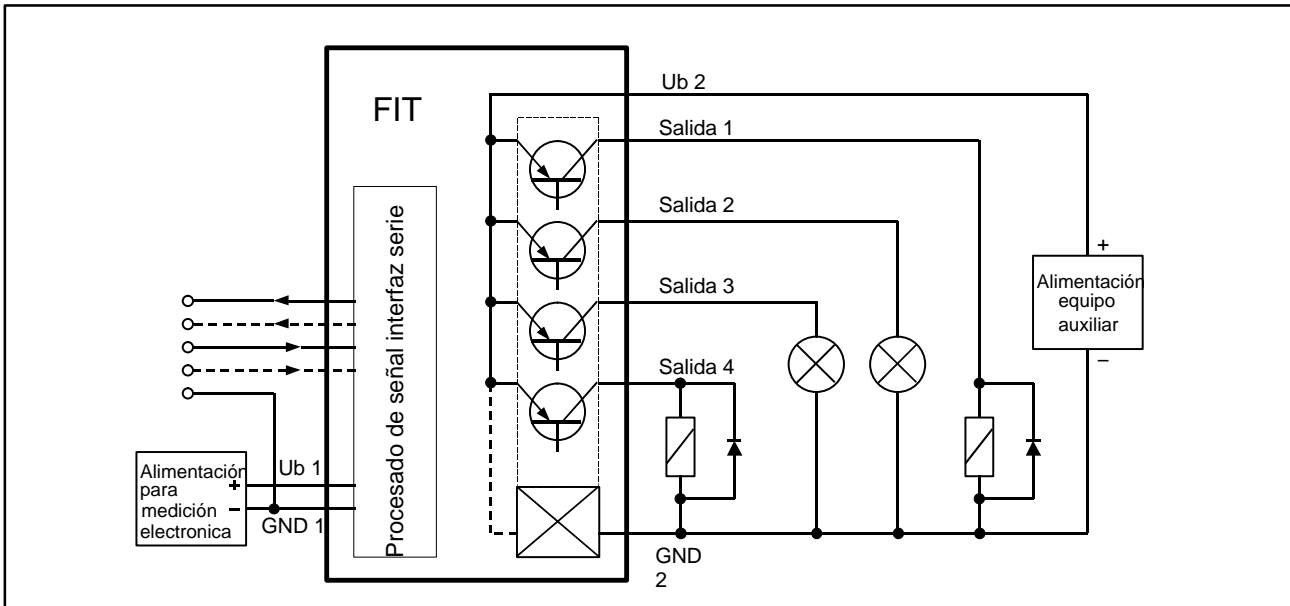 FIT
Procesado de señal interfaz serie
Ub 2
Salida 1
Salida 2
Salida 3
Salida 4
GND
2
+
Alimentación
equipo
auxiliar
−
Alimentación
para
medición
electronica
+
−
Ub 1
GND 1